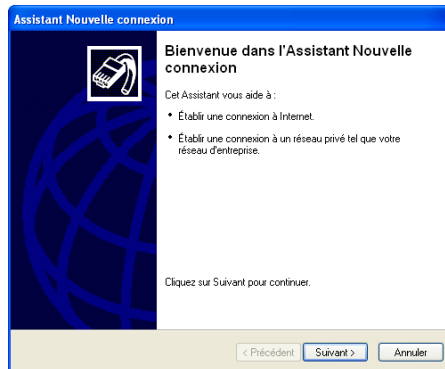 Assistant Nouvelle connexion
Bienvenue dans l'Assistant Nouvelle
connexion
Cet Assistant vous aide à :
• Établir une connexion à Internet.
• Établir une connexion à un réseau privé tel que votre
réseau d'entreprise.
Cliquez sur Suivant pour continuer.
< Précédent Suivant > Annuler